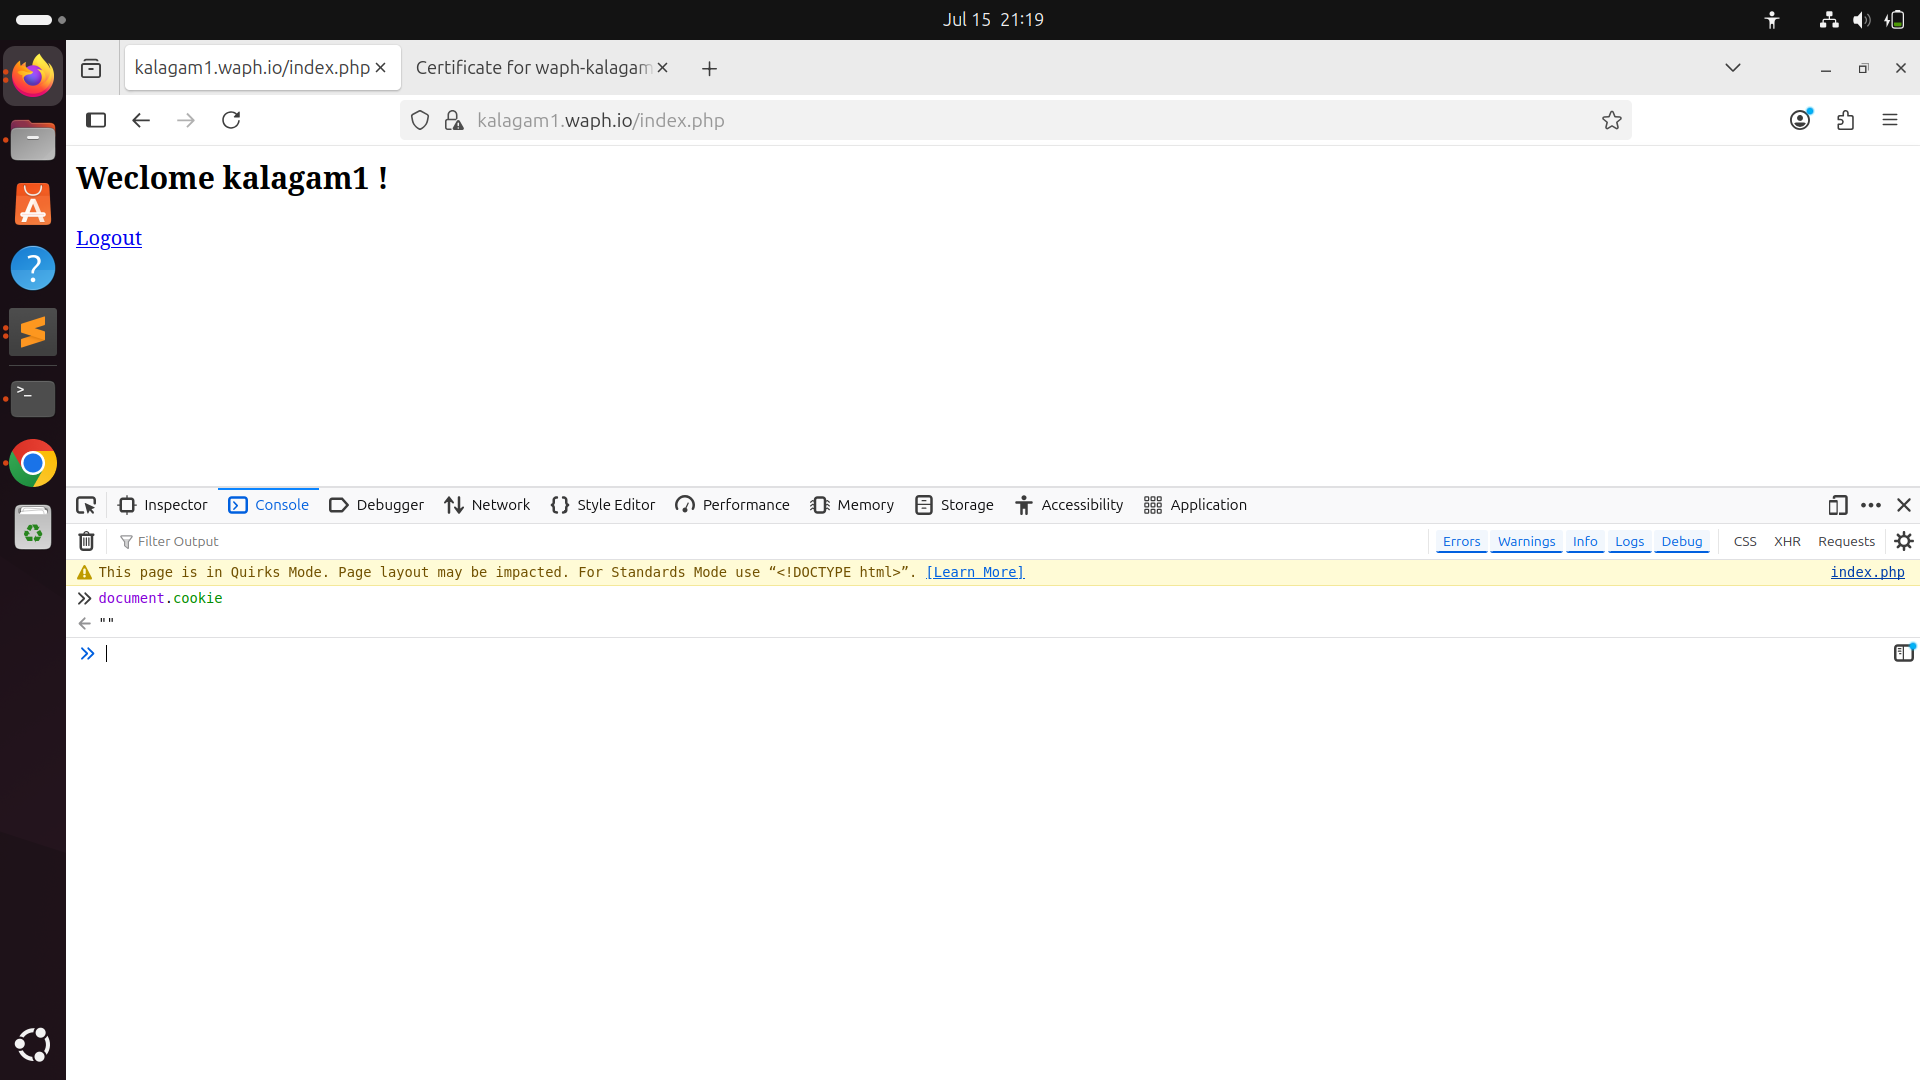 Jul 15 21:19
kalagam1.waph.io/index.php
Certificate for waph-kalagam
kalagam1.waph.io/index.php
Weclome kalagam1 !
Logout
Inspector Console Debugger Network Style Editor Performance Memory Storage Accessibility Application
Filter Output Errors Warnings Info Logs Debug CSS XHR Requests
This page is in Quirks Mode. Page layout may be impacted. For Standards Mode use “<!DOCTYPE html>”. [Learn More] index.php
document.cookie
""